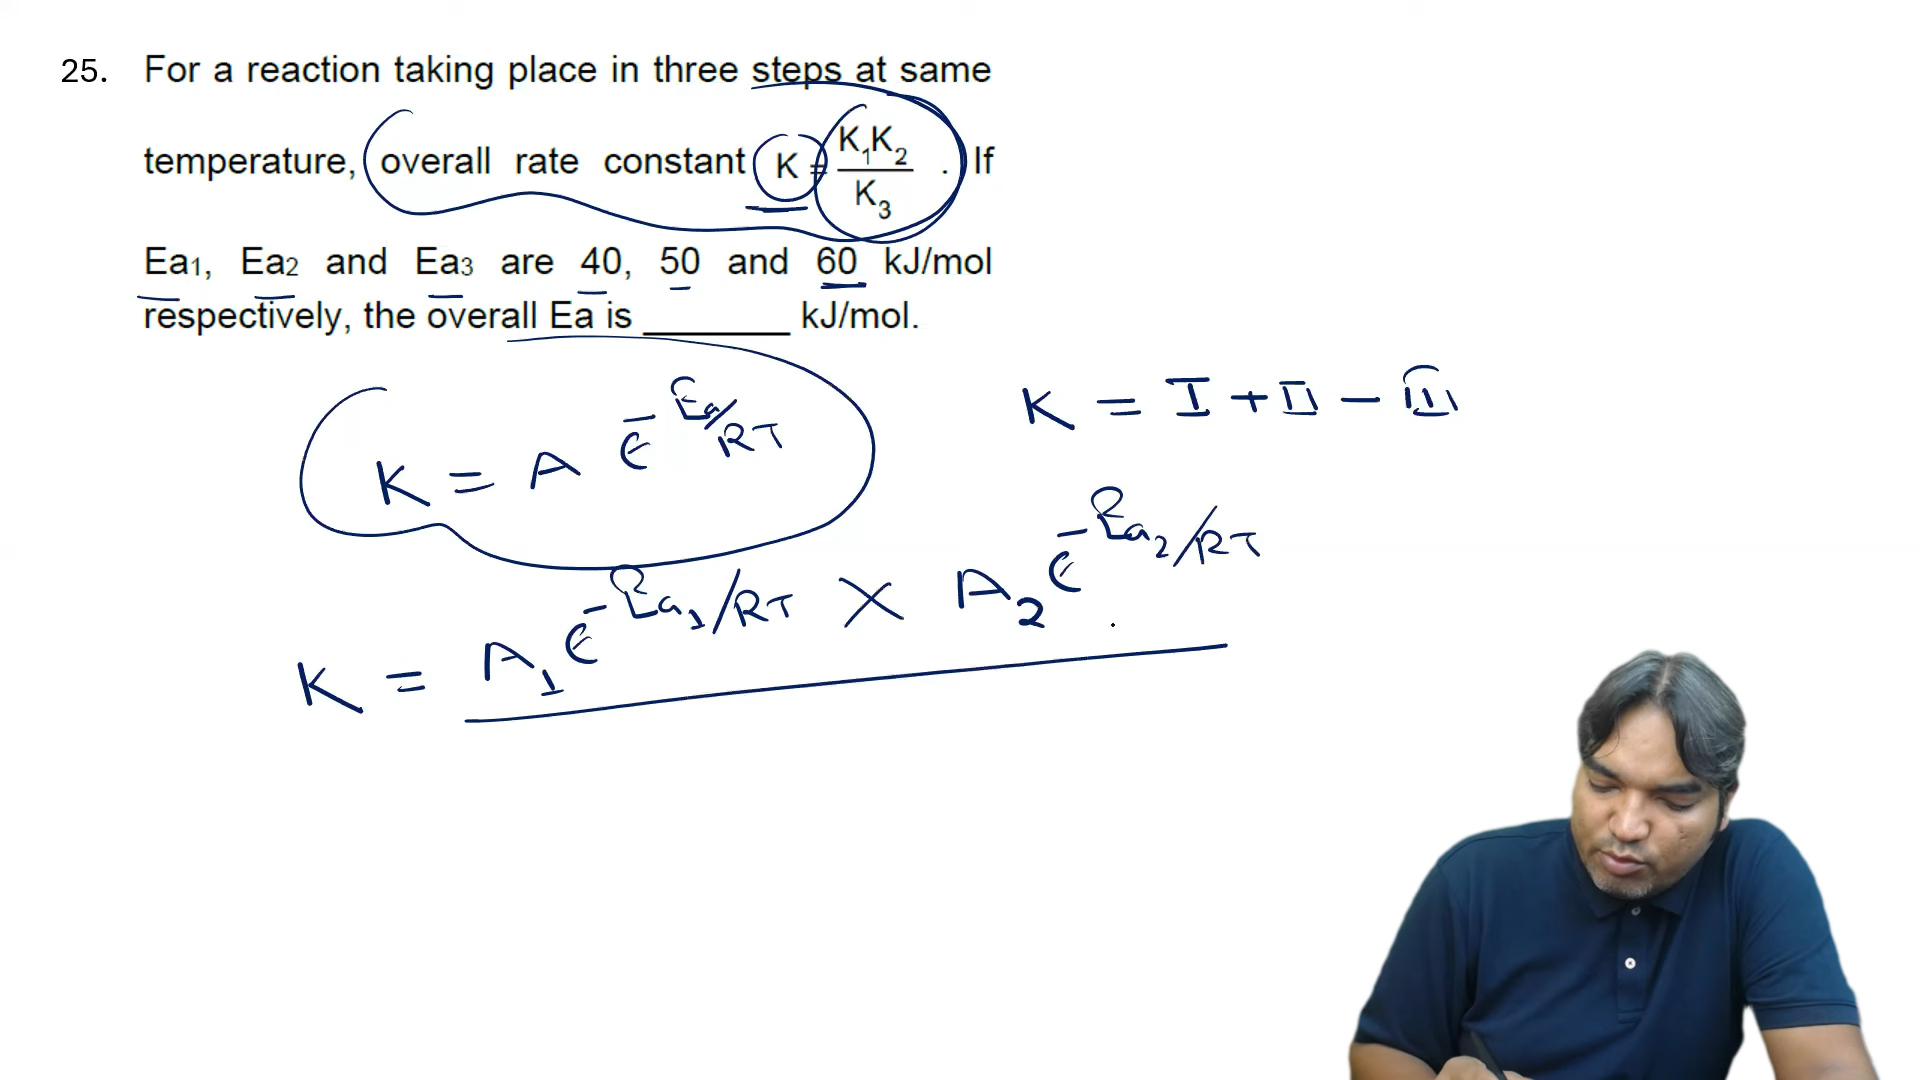 25. For a reaction taking place in three steps at same
temperature, overall rate constant K = K₁K₂ / K₃ . If
Ea₁, Ea₂ and Ea₃ are 40, 50 and 60 kJ/mol
respectively, the overall Ea is ________ kJ/mol.
K = A e^-Ea/RT
K = I + II - III
K = A₁ e^-Ea₁/RT × A₂ e^-Ea₂/RT